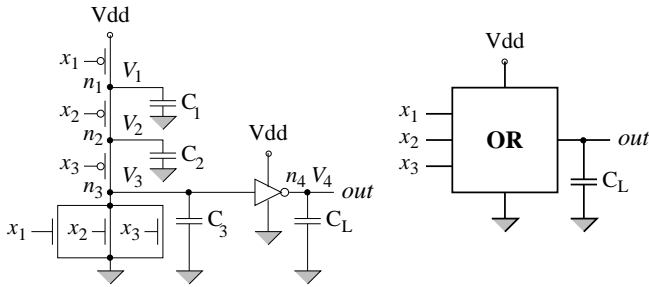 Vdd
x1
n1 V1
C1
x2
n2 V2
C2
x3
n3 V3
Vdd
n4 V4 out
C3
CL
x1 x2 x3
Vdd
x1
x2
x3
OR
out
CL